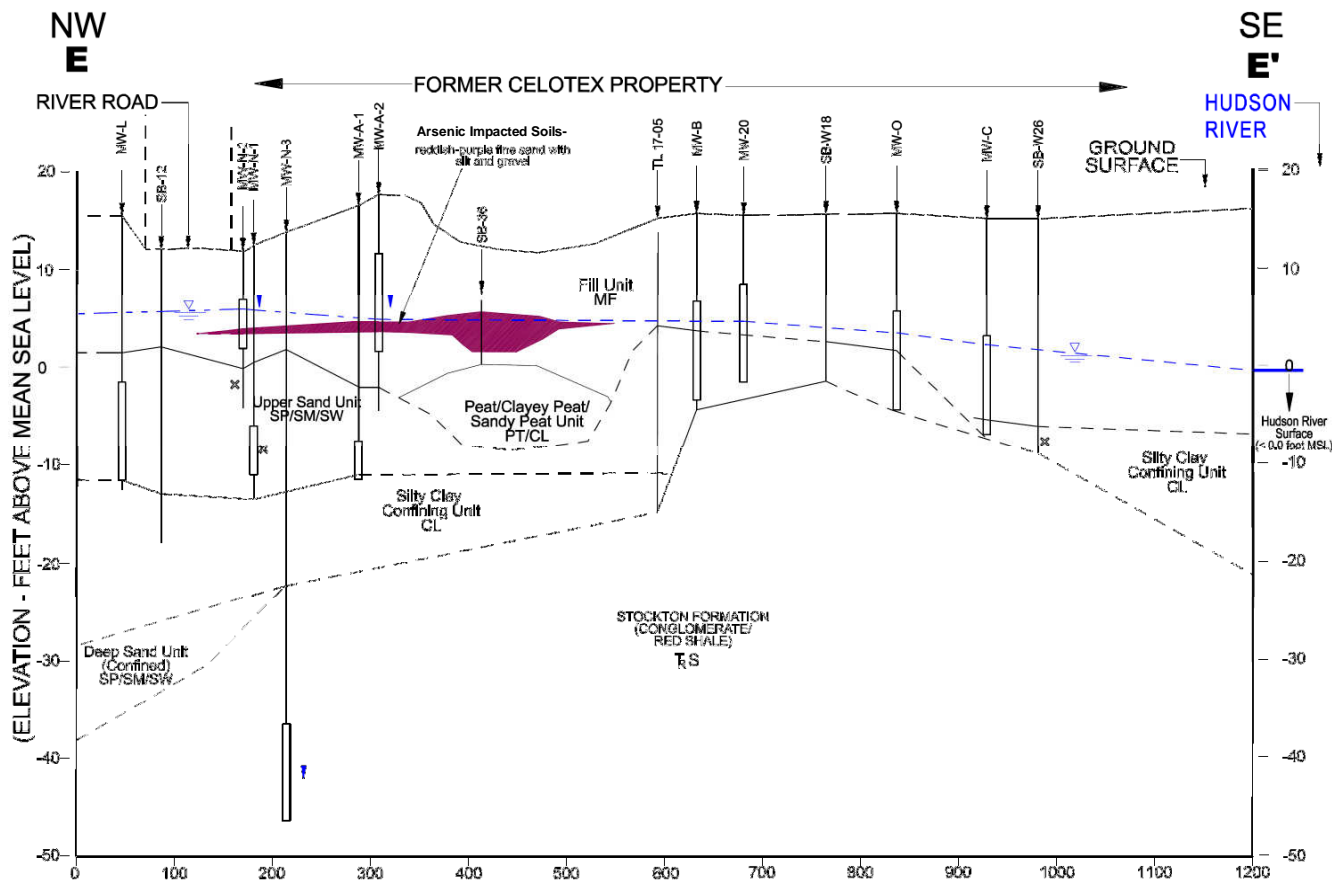 NW
E
SE
E'
FORMER CELOTEX PROPERTY
RIVER ROAD
HUDSON
RIVER
GROUND
SURFACE
MW-L
SB-12
MW-N-2
MW-N-1
MW-N-3
MW-A-1
MW-A-2
SB-36
TL 17-05
MW-B
MW-20
SB-W18
MW-O
MW-C
SB-W26
Arsenic Impacted Soils-
reddish-purple fine sand with
silt and gravel
(ELEVATION - FEET ABOVE MEAN SEA LEVEL)
20
10
0
-10
-20
-30
-40
-50
20
10
0
-10
-20
-30
-40
-50
Fill Unit
MF
Upper Sand Unit
SP/SM/SW
Peat/Clayey Peat/
Sandy Peat Unit
PT/CL
Silty Clay
Confining Unit
CL
Silty Clay
Confining Unit
CL
Hudson River
Surface
(< 0.0 foot MSL)
Deep Sand Unit
(Confined)
SP/SM/SW
STOCKTON FORMATION
(CONGLOMERATE/
RED SHALE)
TRS
0 100 200 300 400 500 600 700 800 900 1000 1100 1200